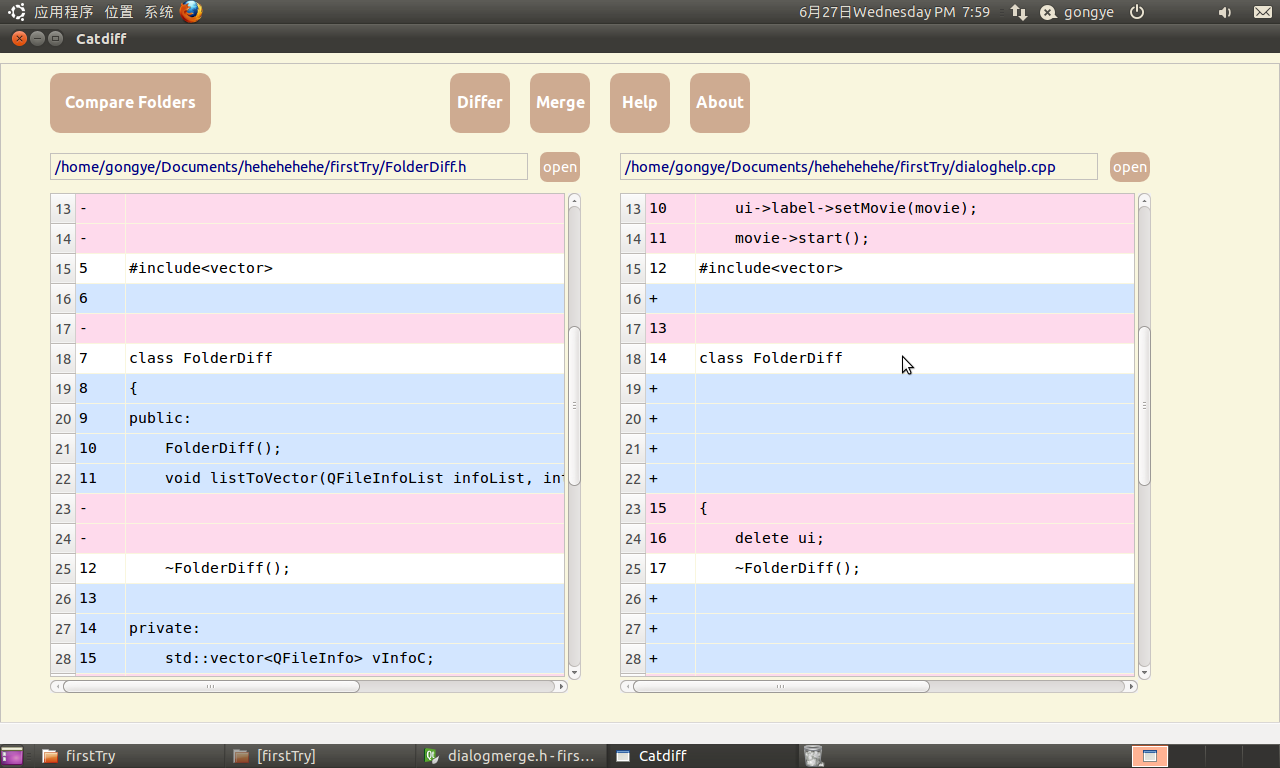 应用程序 位置 系统 6月27日Wednesday PM 7:59 gongye
Catdiff
Compare Folders Differ Merge Help About
/home/gongye/Documents/hehehehehe/firstTry/FolderDiff.h open /home/gongye/Documents/hehehehehe/firstTry/dialoghelp.cpp open
13 - 13 10 ui->label->setMovie(movie);
14 - 14 11 movie->start();
15 5 #include<vector> 15 12 #include<vector>
16 6 16 +
17 - 17 13
18 7 class FolderDiff 18 14 class FolderDiff
19 8 { 19 +
20 9 public: 20 +
21 10 FolderDiff(); 21 +
22 11 void listToVector(QFileInfoList infoList, in 22 +
23 - 23 15 {
24 - 24 16 delete ui;
25 12 ~FolderDiff(); 25 17 ~FolderDiff();
26 13 26 +
27 14 private: 27 +
28 15 std::vector<QFileInfo> vInfoC; 28 +
firstTry [firstTry] dialogmerge.h - firs... Catdiff